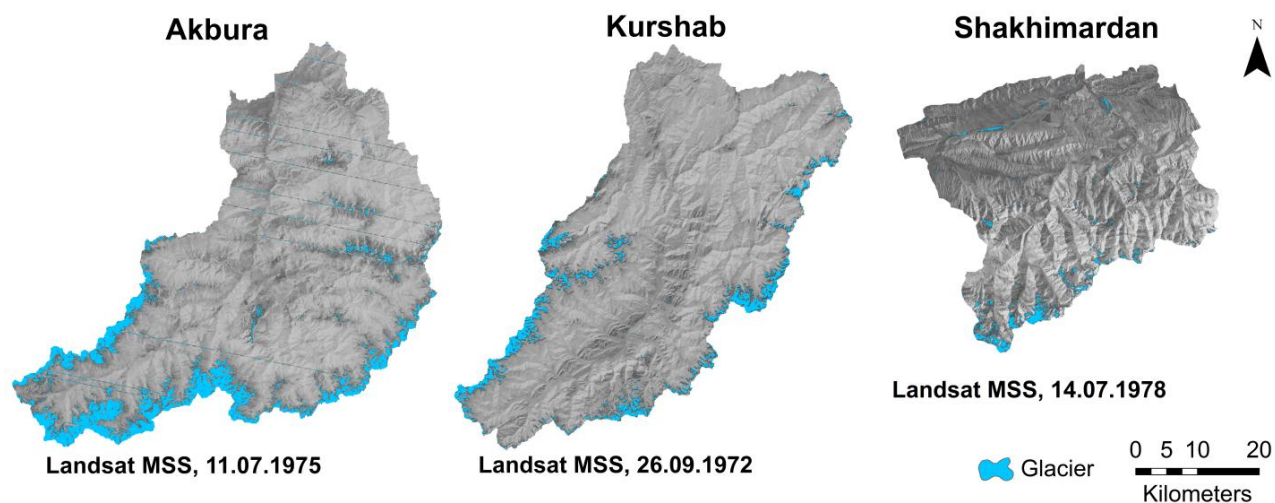 Akbura
Kurshab
Shakhimardan
N
Landsat MSS, 14.07.1978
Landsat MSS, 11.07.1975
Landsat MSS, 26.09.1972
Glacier
0 5 10 20
Kilometers